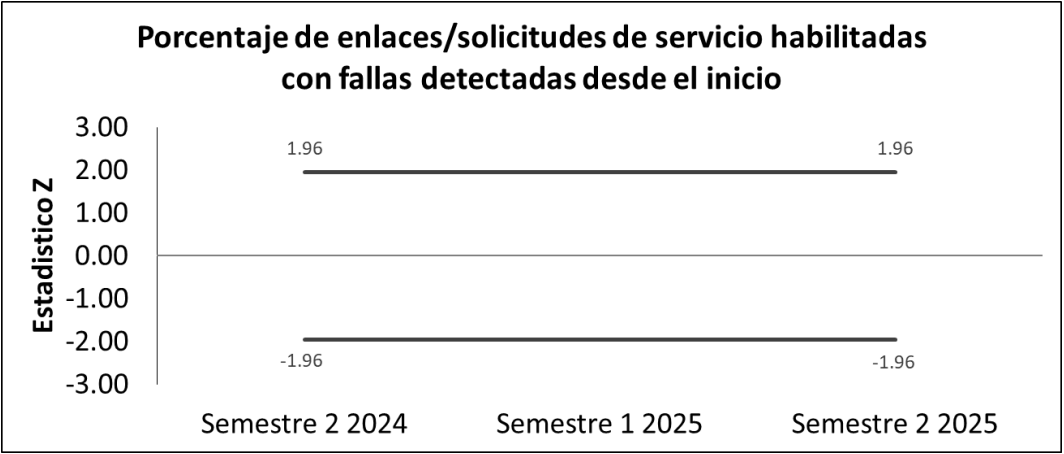 Porcentaje de enlaces/solicitudes de servicio habilitadas
con fallas detectadas desde el inicio
Estadistico Z
3.00
2.00
1.00
0.00
-1.00
-2.00
-3.00
1.96
1.96
-1.96
-1.96
Semestre 2 2024
Semestre 1 2025
Semestre 2 2025